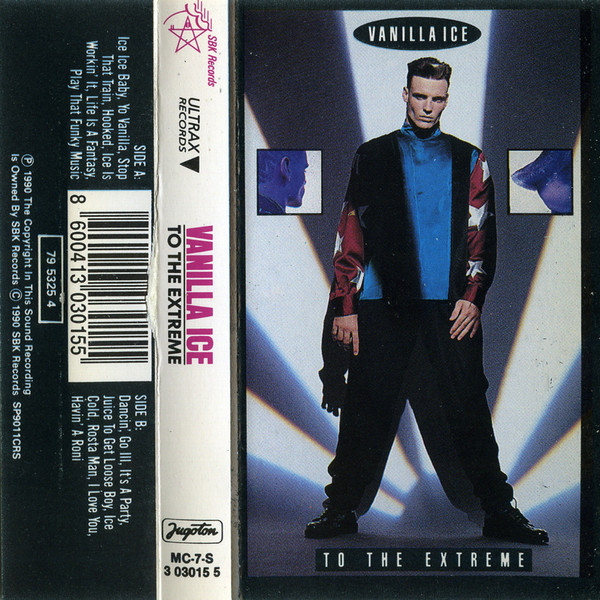 SIDE A:
Ice Ice Baby, Yo Vanilla, Stop
That Train, Hooked, Ice Is
Workin' It, Life Is A Fantasy,
Play That Funky Music
8 600413 030155
SIDE B:
Dancin', Go Ill, It's A Party,
Juice To Get Loose Boy, Ice
Cold, Rosta Man, I Love You,
Havin' A Roni
79 5325 4
℗ 1990 The Copyright In This Sound Recording
Is Owned By SBK Records © 1990 SBK Records SP9011CRS
SBK Records
ULTRAX
RECORDS
VANILLA ICE
TO THE EXTREME
Jugoton
MC-7-S
3 03015 5
VANILLA ICE
TO THE EXTREME